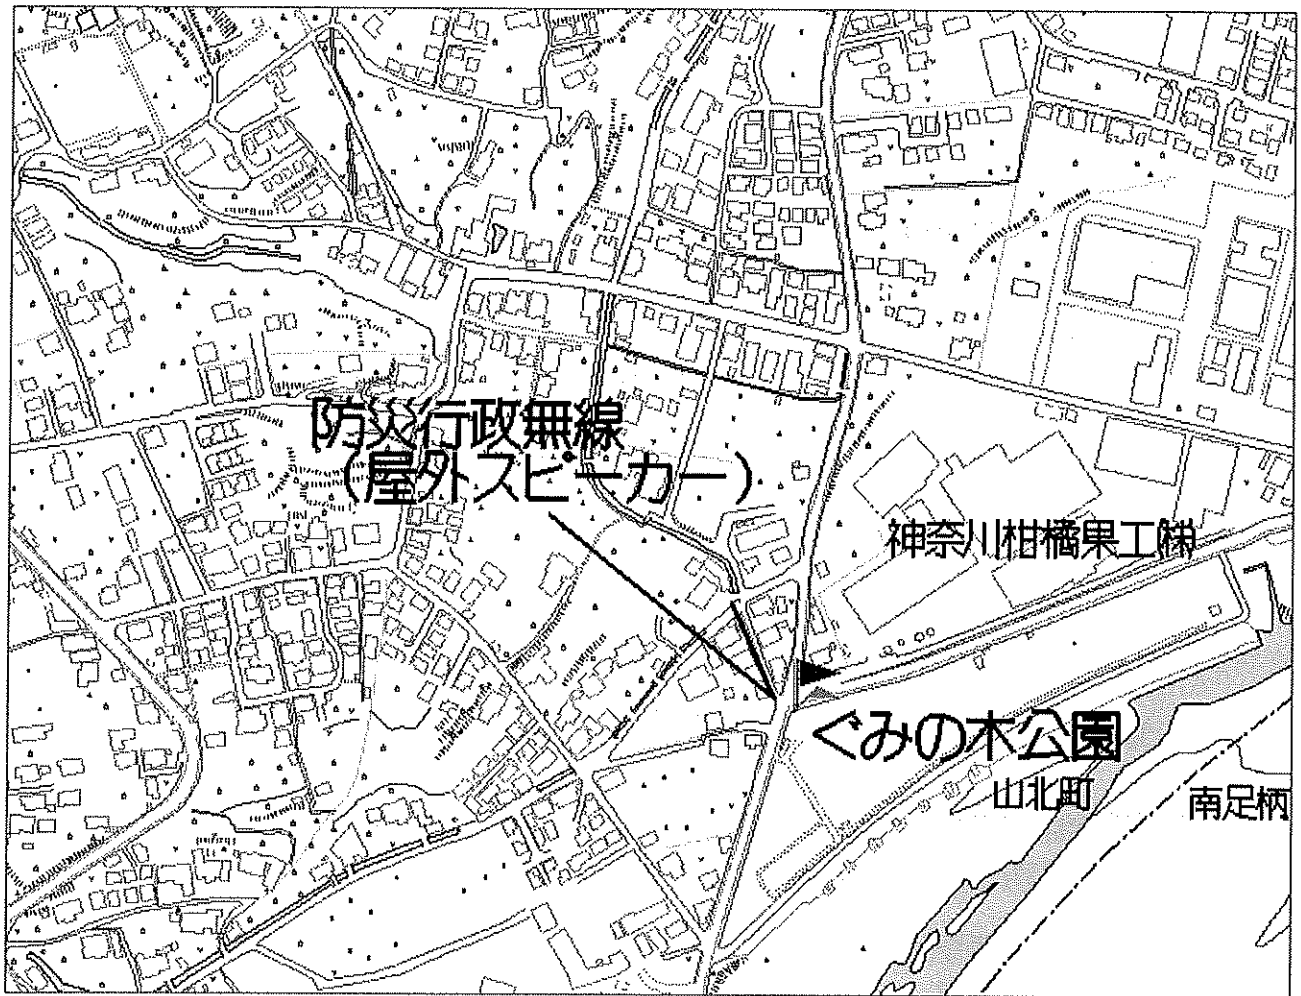 防災行政無線
(屋外スピーカー)
神奈川柑橘果工㈱
ぐみの木公園
山北町
南足柄